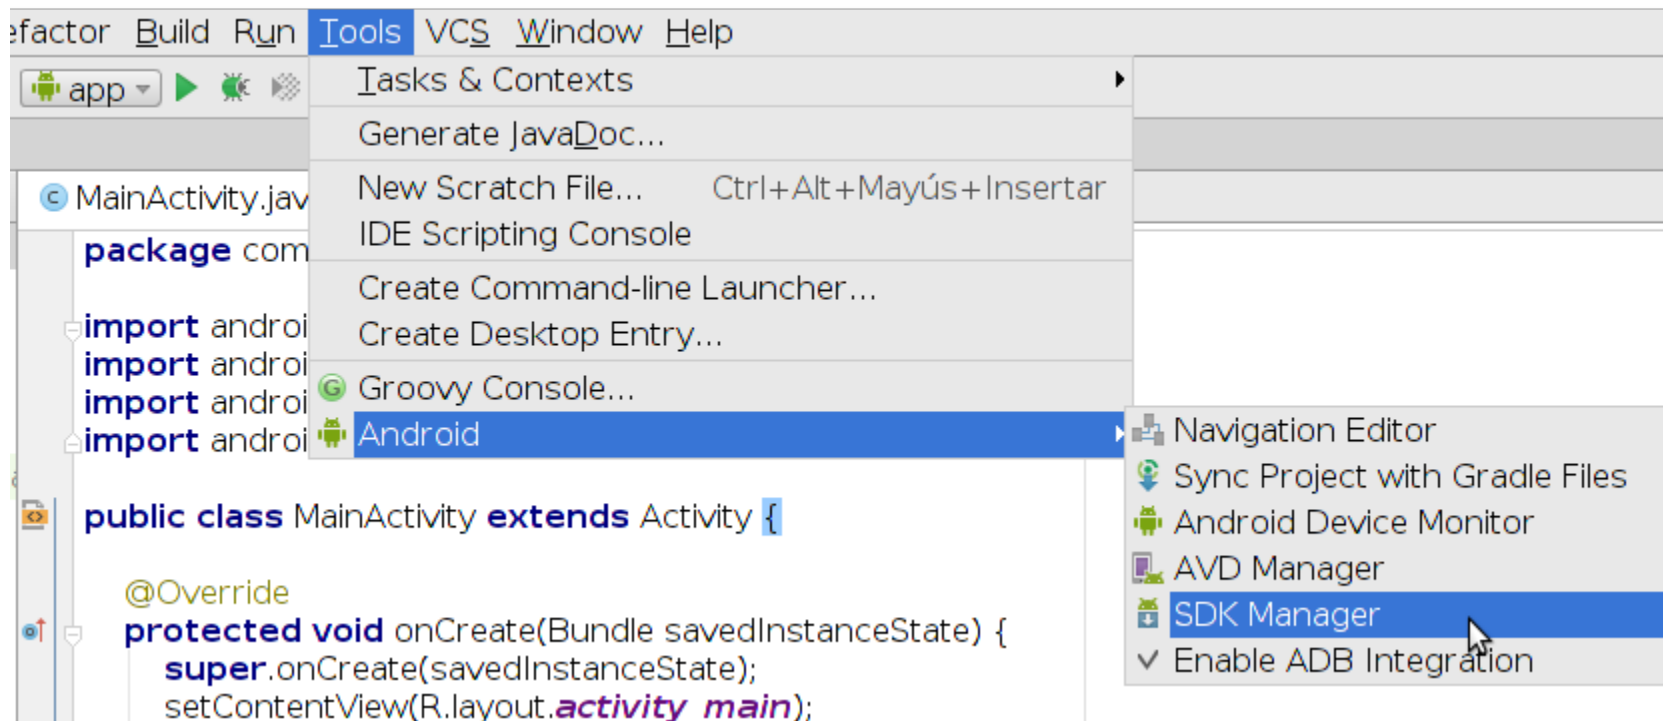 efactor Build Run Tools VCS Window Help
app
Tasks & Contexts
Generate JavaDoc...
New Scratch File... Ctrl+Alt+Mayús+Insertar
IDE Scripting Console
Create Command-line Launcher...
Create Desktop Entry...
Groovy Console...
Android
Navigation Editor
Sync Project with Gradle Files
Android Device Monitor
AVD Manager
SDK Manager
Enable ADB Integration
MainActivity.jav
package com
import androi
import androi
import androi
import androi
public class MainActivity extends Activity {
@Override
protected void onCreate(Bundle savedInstanceState) {
super.onCreate(savedInstanceState);
setContentView(R.layout.activity_main);